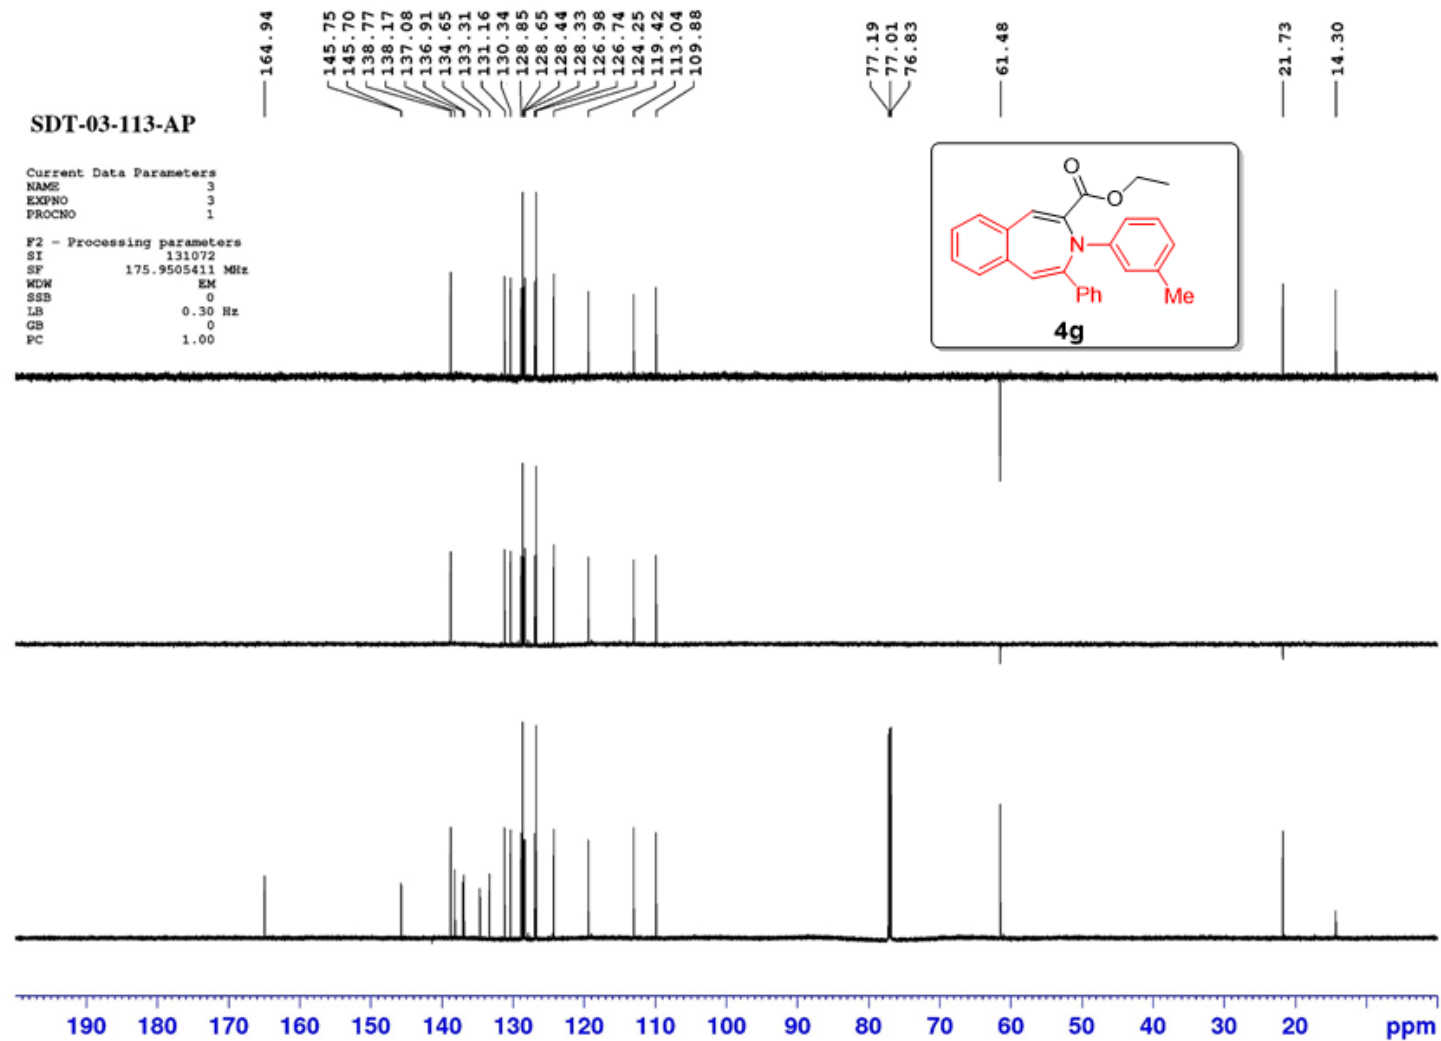 164.94
145.75
145.70
138.77
138.17
137.08
136.91
134.65
133.31
131.16
130.34
128.85
128.65
128.44
128.33
126.98
126.74
124.25
119.42
113.04
109.88
77.19
77.01
76.83
61.48
21.73
14.30
SDT-03-113-AP
Current Data Parameters
NAME 3
EXPNO 3
PROCNO 1
F2 - Processing parameters
SI 131072
SF 175.9505411 MHz
WDW EM
SSB 0
LB 0.30 Hz
GB 0
PC 1.00
O
O
N
Ph
Me
4g
190 180 170 160 150 140 130 120 110 100 90 80 70 60 50 40 30 20 ppm